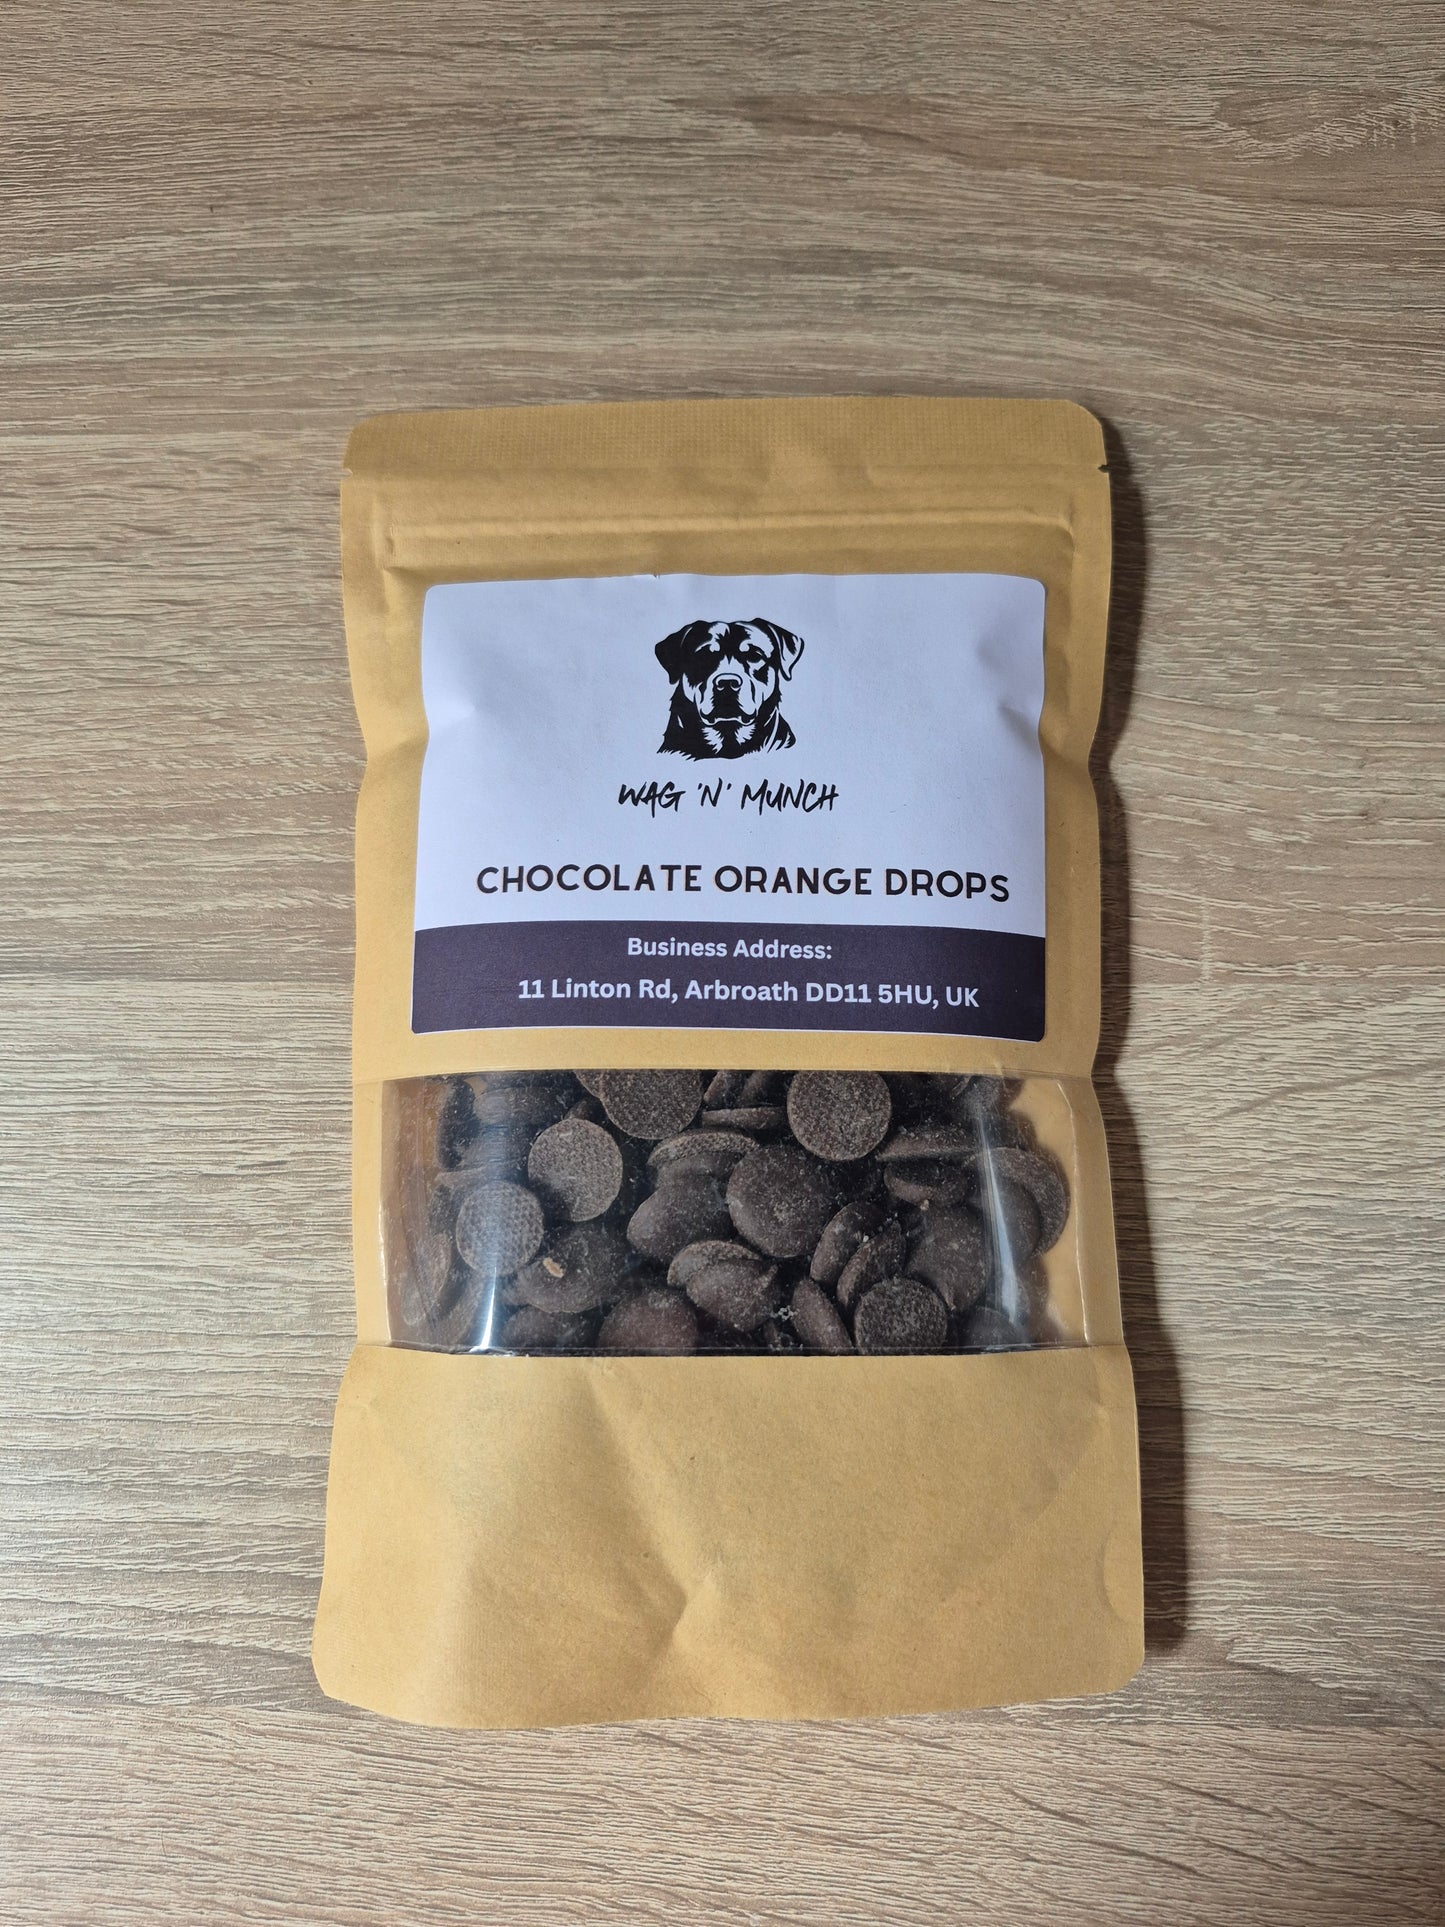 WAG 'N' MUNCH
CHOCOLATE ORANGE DROPS
Business Address:
11 Linton Rd, Arbroath DD11 5HU, UK